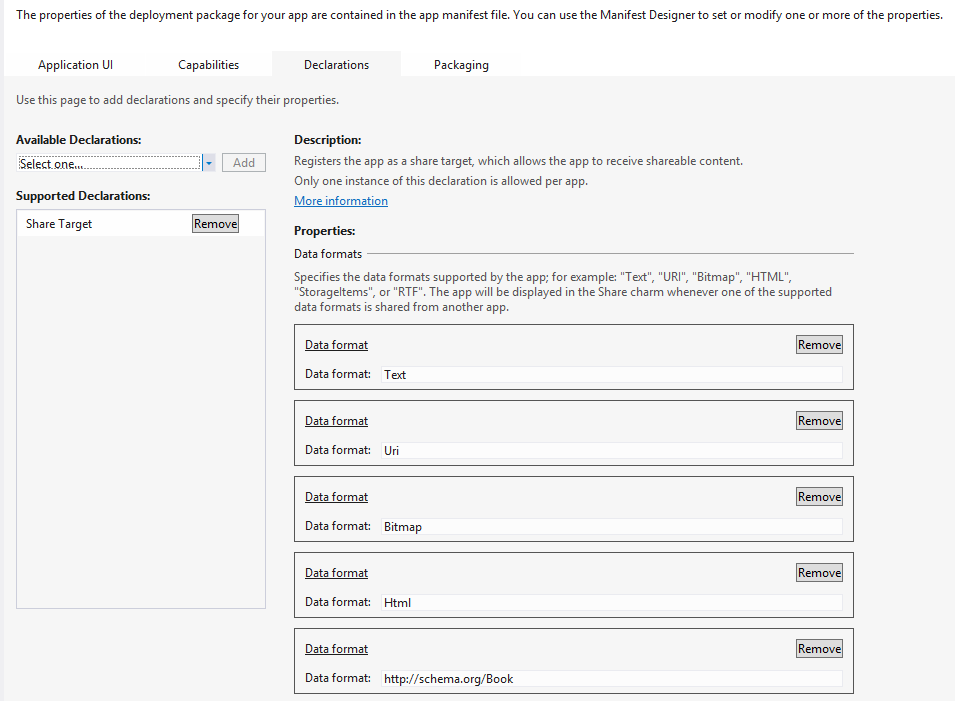 The properties of the deployment package for your app are contained in the app manifest file. You can use the Manifest Designer to set or modify one or more of the properties.
Application UI
Capabilities
Declarations
Packaging
Use this page to add declarations and specify their properties.
Available Declarations:
Select one...
Add
Supported Declarations:
Share Target
Remove
Description:
Registers the app as a share target, which allows the app to receive shareable content.
Only one instance of this declaration is allowed per app.
More information
Properties:
Data formats
Specifies the data formats supported by the app; for example: "Text", "URI", "Bitmap", "HTML",
"StorageItems", or "RTF". The app will be displayed in the Share charm whenever one of the supported
data formats is shared from another app.
Data format
Remove
Data format: Text
Data format
Remove
Data format: Uri
Data format
Remove
Data format: Bitmap
Data format
Remove
Data format: Html
Data format
Remove
Data format: http://schema.org/Book